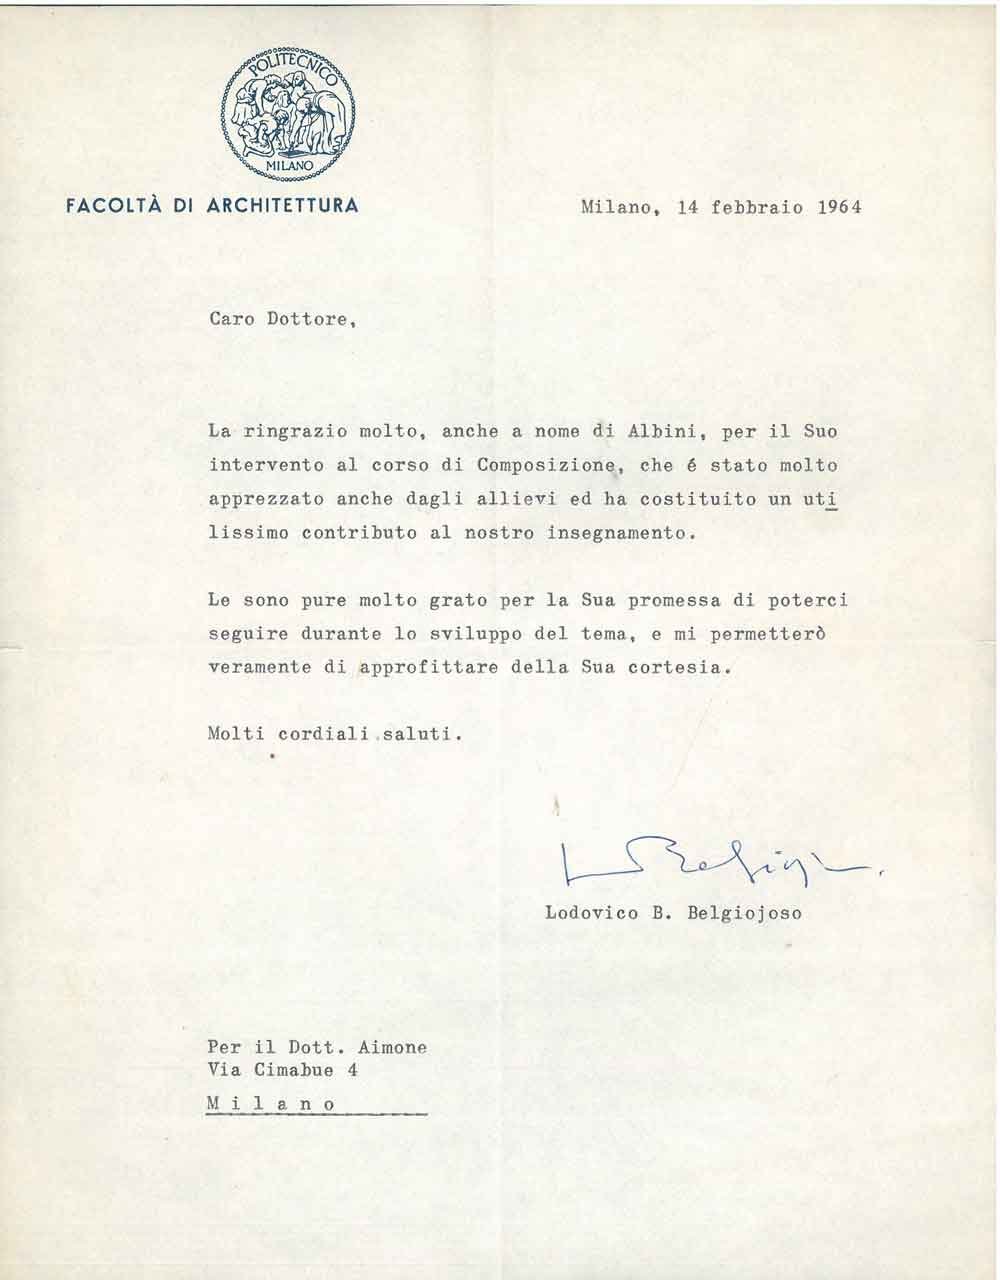 POLITECNICO
MILANO
FACOLTÀ DI ARCHITETTURA
Milano, 14 febbraio 1964
Caro Dottore,
La ringrazio molto, anche a nome di Albini, per il Suo
intervento al corso di Composizione, che é stato molto
apprezzato anche dagli allievi ed ha costituito un uti
lissimo contributo al nostro insegnamento.
Le sono pure molto grato per la Sua promessa di poterci
seguire durante lo sviluppo del tema, e mi permetterò
veramente di approfittare della Sua cortesia.
Molti cordiali saluti.
L Belgioj
Lodovico B. Belgiojoso
Per il Dott. Aimone
Via Cimabue 4
M i l a n o